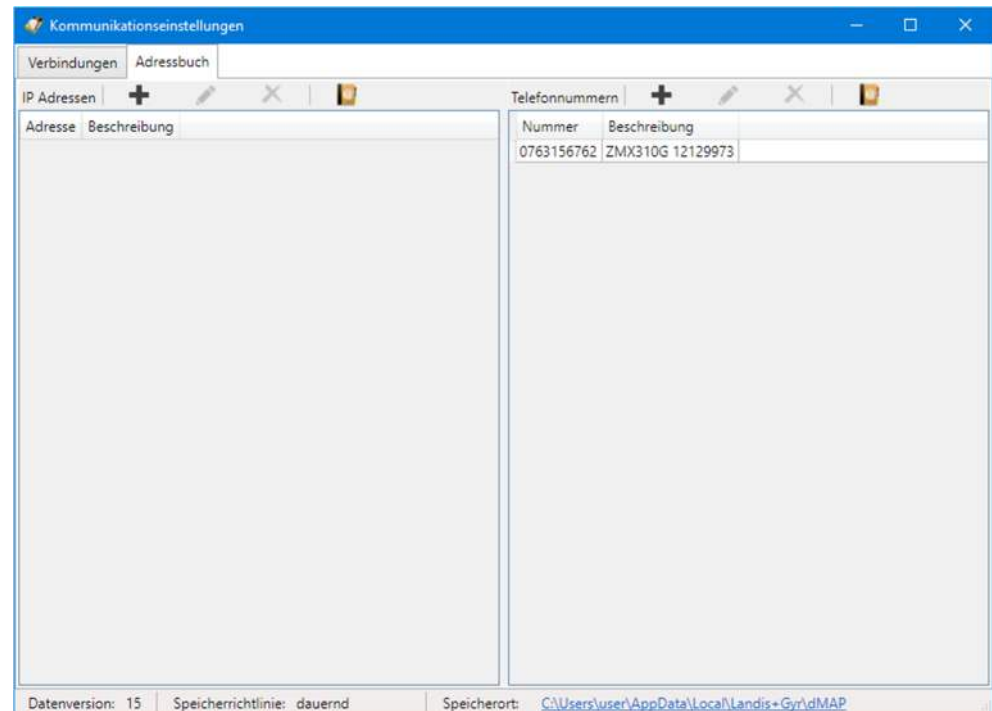 Kommunikationseinstellungen
Verbindungen Adressbuch
IP Adressen
Adresse Beschreibung
Telefonnummern
Nummer Beschreibung
0763156762 ZMX310G 12129973
Datenversion: 15 Speicherrichtlinie: dauernd Speicherort: C:\Users\user\AppData\Local\Landis+Gyr\dMAP